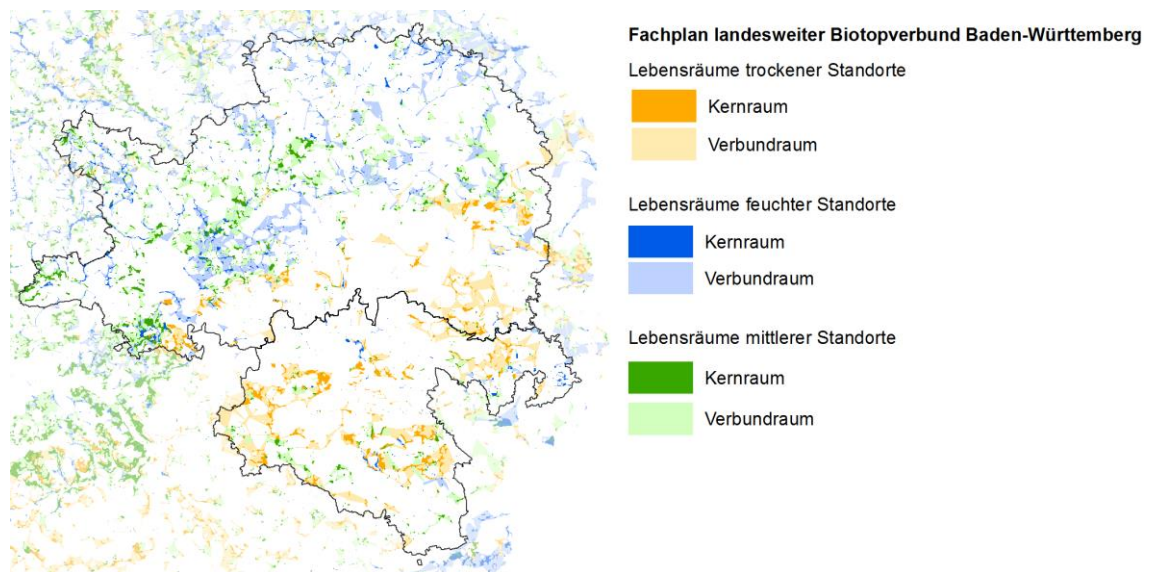 Fachplan landesweiter Biotopverbund Baden-Württemberg
Lebensräume trockener Standorte
Kernraum
Verbundraum
Lebensräume feuchter Standorte
Kernraum
Verbundraum
Lebensräume mittlerer Standorte
Kernraum
Verbundraum